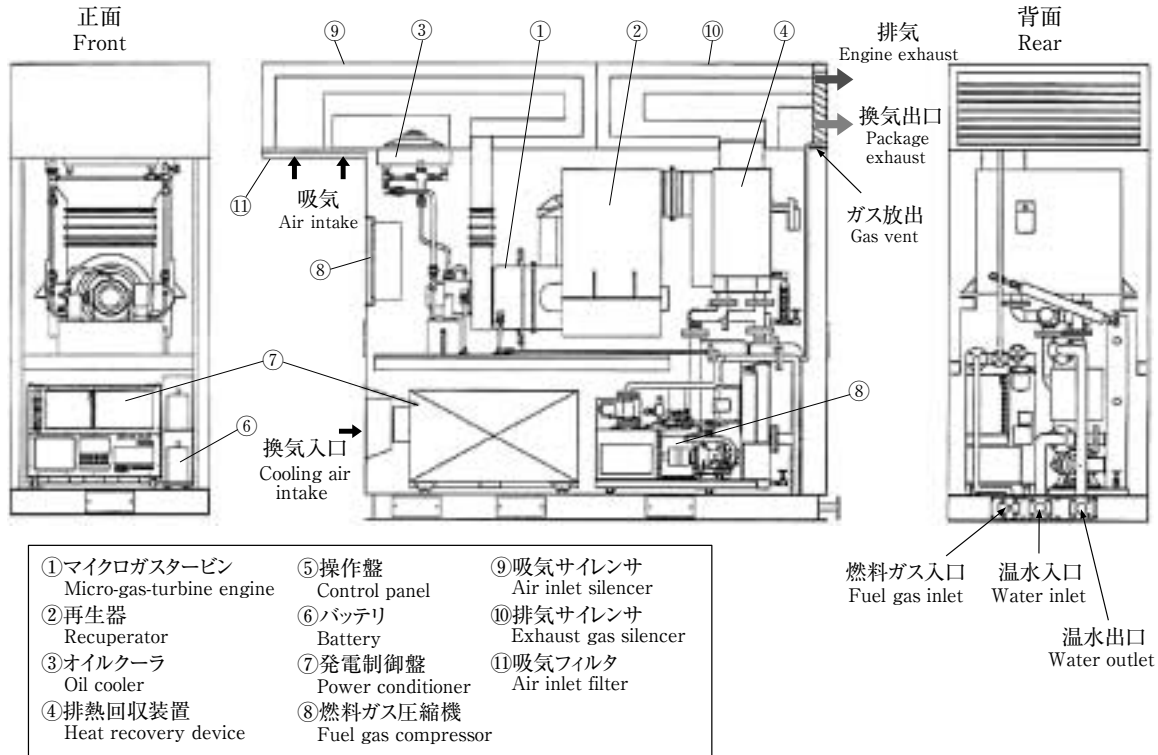 正面
Front
⑨
③
①
②
⑩
④
排気
Engine exhaust
背面
Rear
換気出口
Package
exhaust
⑪
吸気
Air intake
ガス放出
Gas vent
⑧
⑦
⑧
⑥
換気入口
Cooling air
intake
燃料ガス入口
Fuel gas inlet
温水入口
Water inlet
温水出口
Water outlet
①マイクロガスタービン
Micro-gas-turbine engine
②再生器
Recuperator
③オイルクーラ
Oil cooler
④排熱回収装置
Heat recovery device
⑤操作盤
Control panel
⑥バッテリ
Battery
⑦発電制御盤
Power conditioner
⑧燃料ガス圧縮機
Fuel gas compressor
⑨吸気サイレンサ
Air inlet silencer
⑩排気サイレンサ
Exhaust gas silencer
⑪吸気フィルタ
Air inlet filter